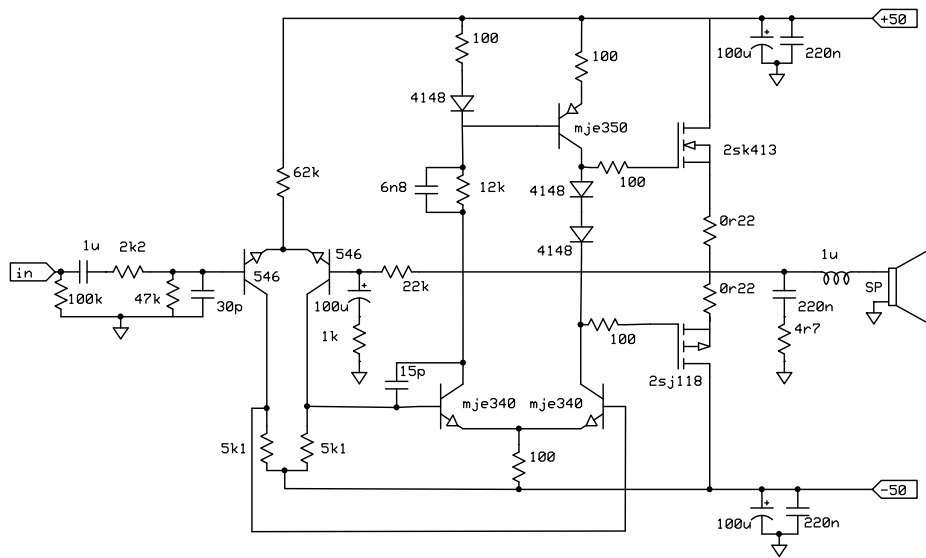 +50
100
100
100u
220n
4148
mje350
2sk413
62k
6n8
12k
4148
100
0r22
1u
2k2
4148
1u
in
546
546
SP
100k
47k
30p
100u
22k
0r22
220n
1k
100
4r7
15p
2sj118
mje340
mje340
5k1
5k1
100
-50
100u
220n